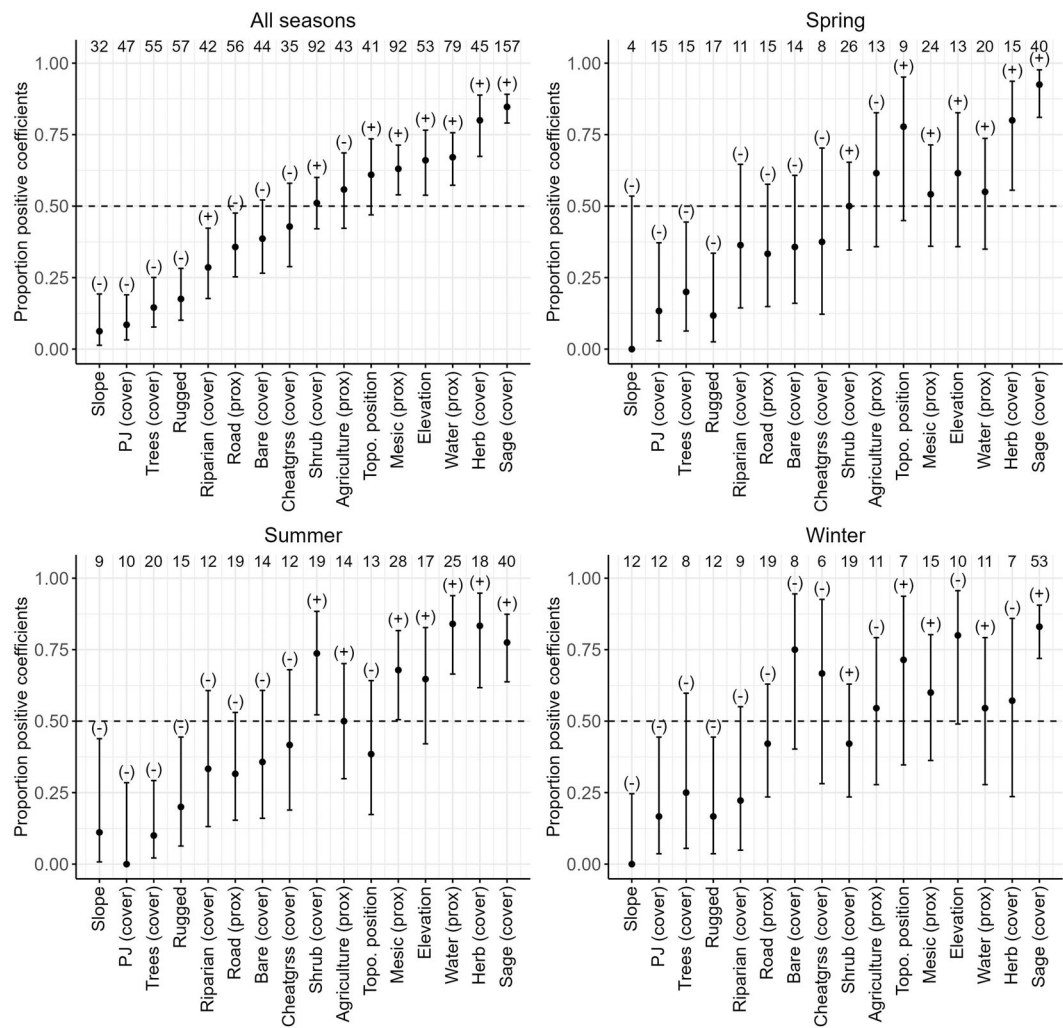 All seasons
32 47 55 57 42 56 44 35 92 43 41 92 53 79 45 157
Proportion positive coefficients
1.00
0.75
0.50
0.25
0.00
(-) (-) (-) (-) (+) (-) (-) (-) (+) (-) (+) (+) (+) (+) (+) (+)
Slope
PJ (cover)
Trees (cover)
Rugged
Riparian (cover)
Road (prox)
Bare (cover)
Cheatgrss (cover)
Shrub (cover)
Agriculture (prox)
Topo. position
Mesic (prox)
Elevation
Water (prox)
Herb (cover)
Sage (cover)
Spring
4 15 15 17 11 15 14 8 26 13 9 24 13 20 15 40
Proportion positive coefficients
1.00
0.75
0.50
0.25
0.00
(-) (-) (-) (-) (-) (-) (-) (-) (+) (-) (+) (+) (+) (+) (+) (+)
Slope
PJ (cover)
Trees (cover)
Rugged
Riparian (cover)
Road (prox)
Bare (cover)
Cheatgrss (cover)
Shrub (cover)
Agriculture (prox)
Topo. position
Mesic (prox)
Elevation
Water (prox)
Herb (cover)
Sage (cover)
Summer
9 10 20 15 12 19 14 12 19 14 13 28 17 25 18 40
Proportion positive coefficients
1.00
0.75
0.50
0.25
0.00
(-) (-) (-) (-) (-) (-) (-) (-) (+) (+) (-) (+) (+) (+) (+) (+)
Slope
PJ (cover)
Trees (cover)
Rugged
Riparian (cover)
Road (prox)
Bare (cover)
Cheatgrss (cover)
Shrub (cover)
Agriculture (prox)
Topo. position
Mesic (prox)
Elevation
Water (prox)
Herb (cover)
Sage (cover)
Winter
12 12 8 12 9 19 8 6 19 11 7 15 10 11 7 53
Proportion positive coefficients
1.00
0.75
0.50
0.25
0.00
(-) (-) (-) (-) (-) (-) (-) (-) (+) (-) (+) (+) (-) (+) (-) (+)
Slope
PJ (cover)
Trees (cover)
Rugged
Riparian (cover)
Road (prox)
Bare (cover)
Cheatgrss (cover)
Shrub (cover)
Agriculture (prox)
Topo. position
Mesic (prox)
Elevation
Water (prox)
Herb (cover)
Sage (cover)